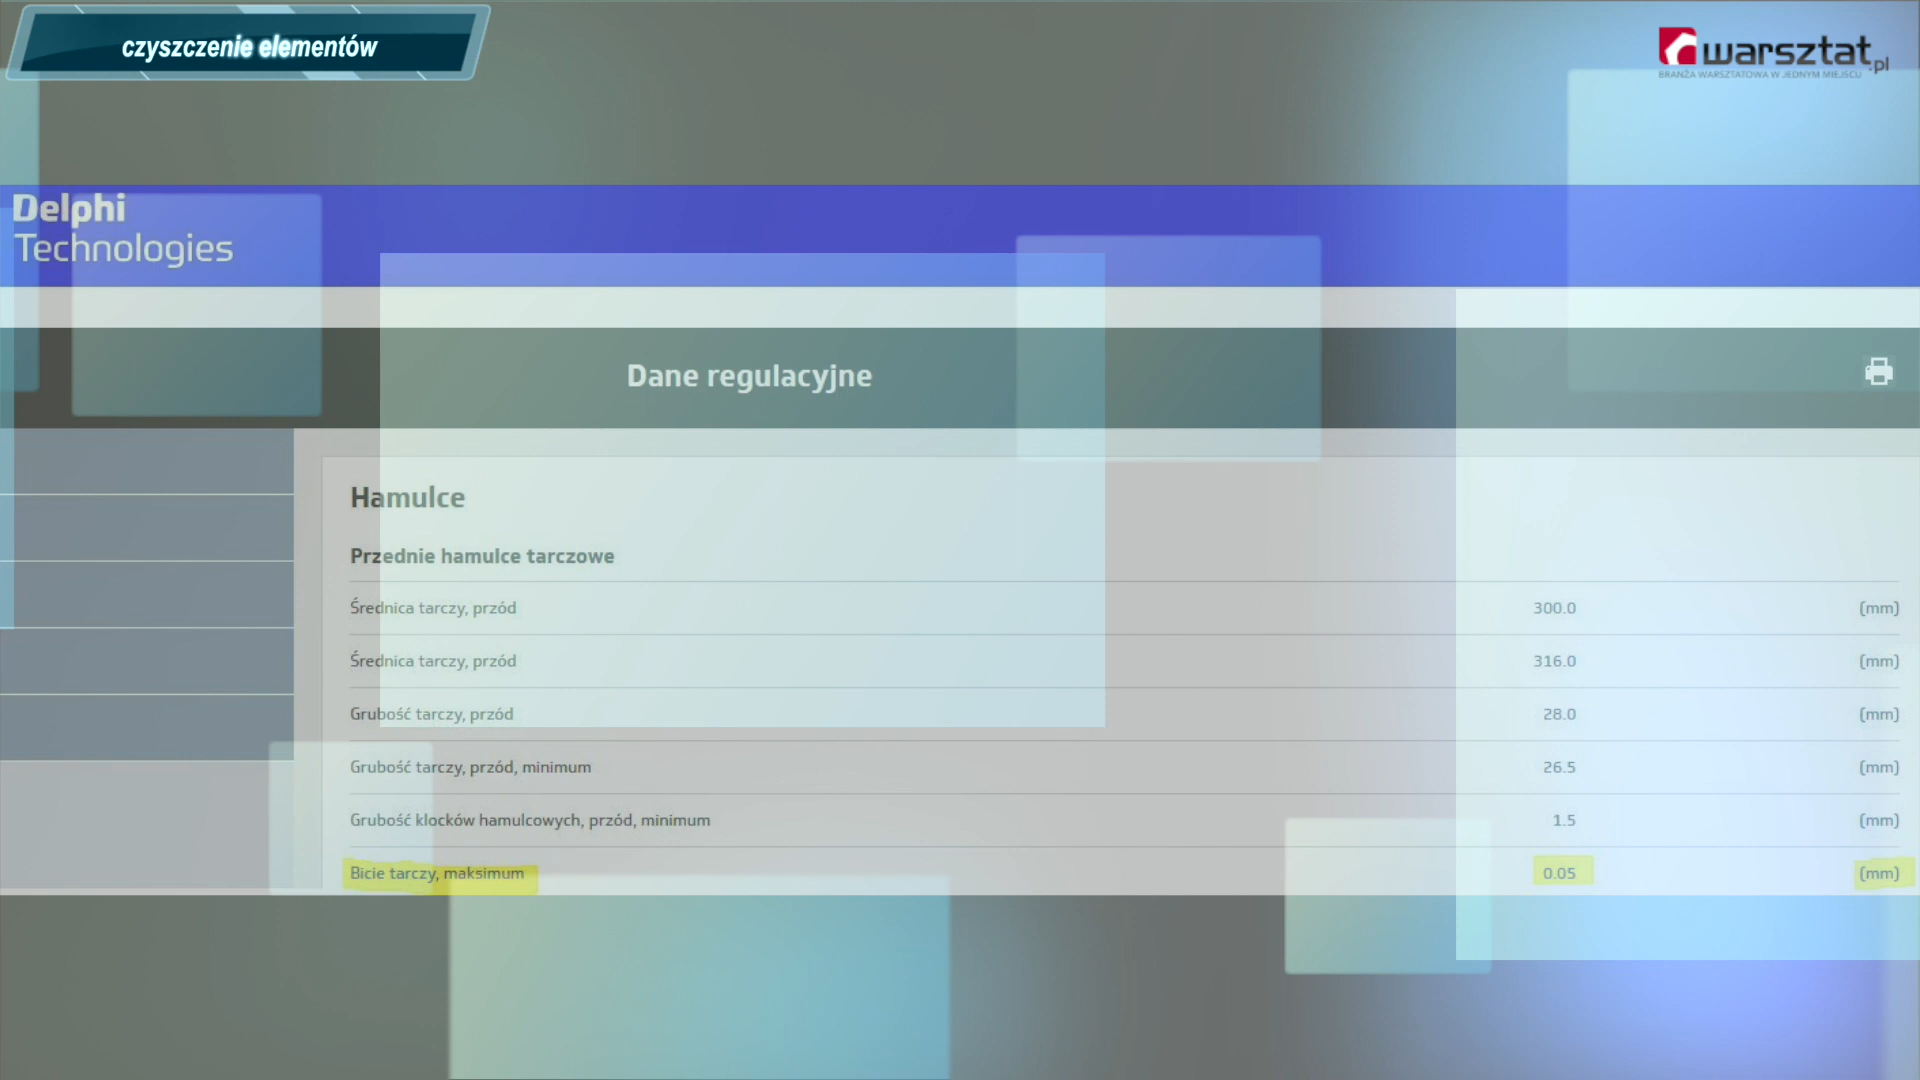 czyszczenie elementów
warsztat.pl
BRANŻA WARSZTATOWA W JEDNYM MIEJSCU
Delphi
Technologies
Dane regulacyjne
Hamulce
Przednie hamulce tarczowe
Średnica tarczy, przód 300.0 (mm)
Średnica tarczy, przód 316.0 (mm)
Grubość tarczy, przód 28.0 (mm)
Grubość tarczy, przód, minimum 26.5 (mm)
Grubość klocków hamulcowych, przód, minimum 1.5 (mm)
Bicie tarczy, maksimum 0.05 (mm)